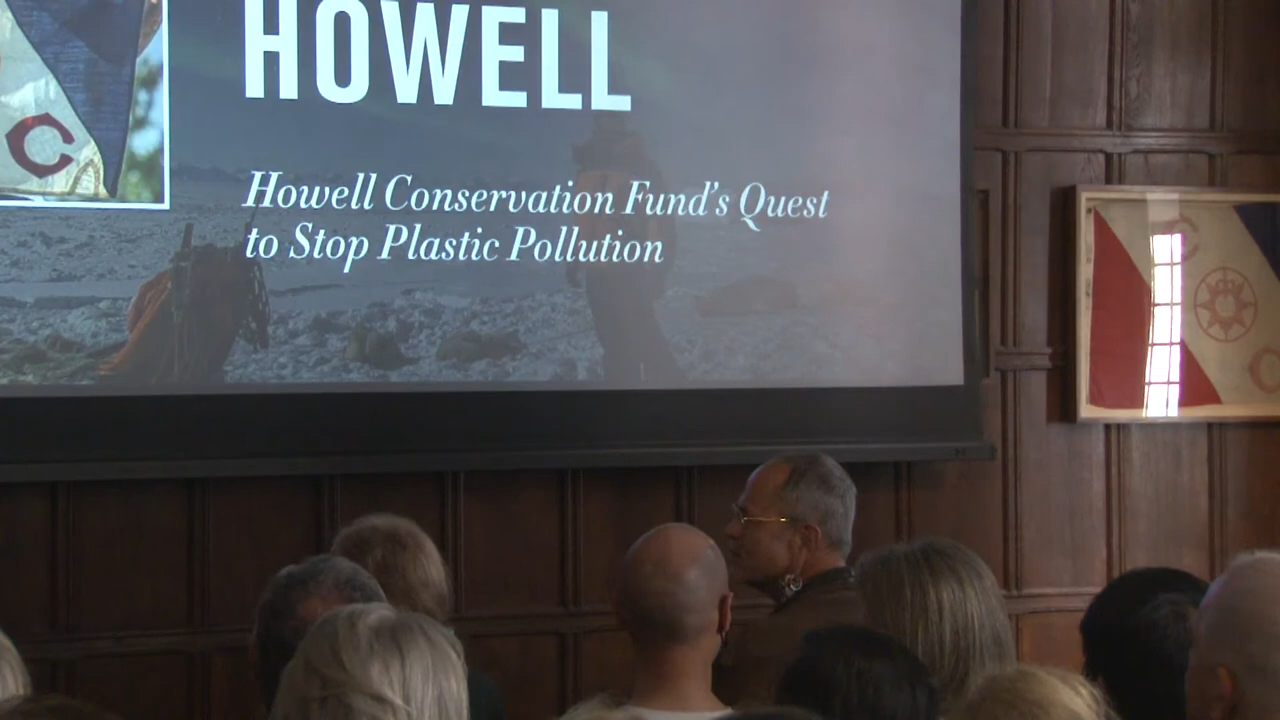 HOWELL
C
Howell Conservation Fund's Quest
to Stop Plastic Pollution
C
C